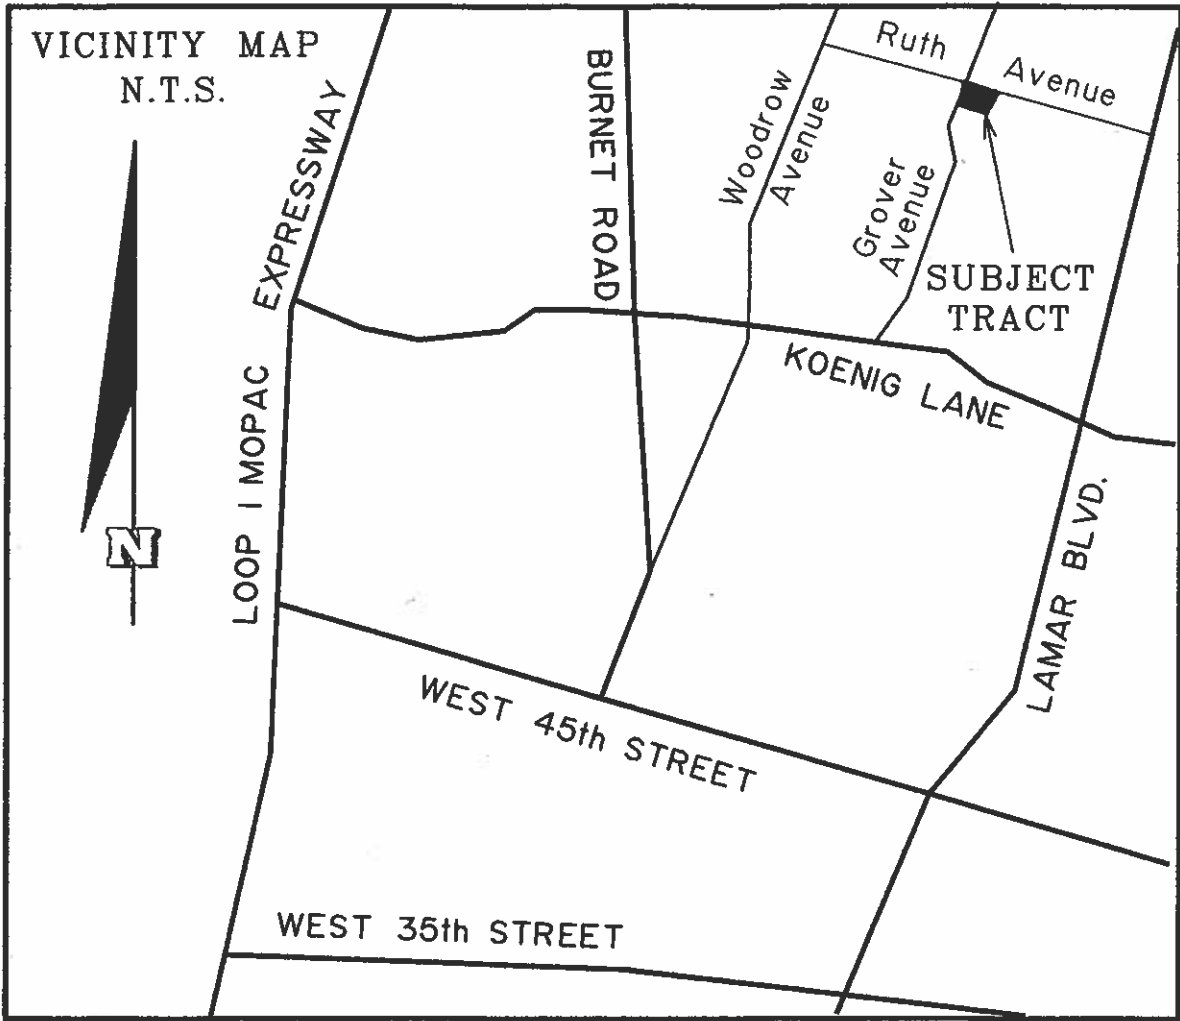 VICINITY MAP
N.T.S.
EXPRESSWAY
BURNET ROAD
Woodrow
Avenue
Ruth
Avenue
Grover
Avenue
SUBJECT
TRACT
KOENIG LANE
LOOP 1 MOPAC
N
LAMAR BLVD.
WEST 45th STREET
WEST 35th STREET